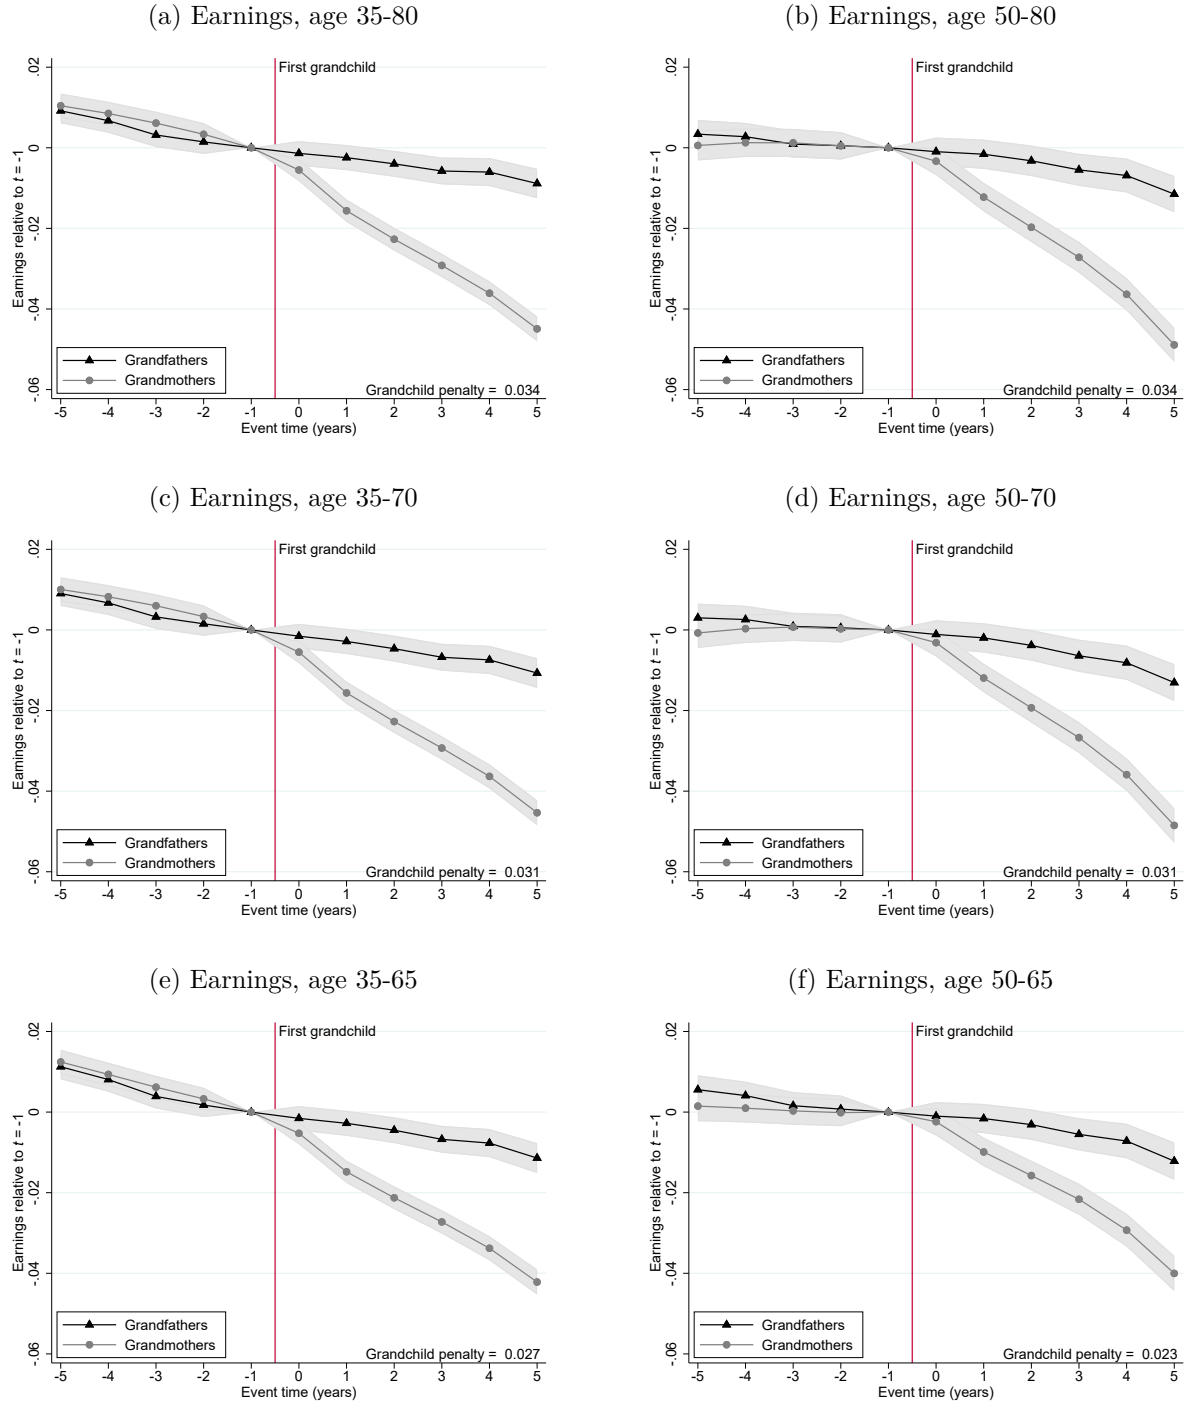 (a) Earnings, age 35-80
First grandchild
Earnings relative to t = -1
.02
0
-.02
-.04
-.06
Grandfathers
Grandmothers
Grandchild penalty = 0.034
-5 -4 -3 -2 -1 0 1 2 3 4 5
Event time (years)
(b) Earnings, age 50-80
First grandchild
Earnings relative to t = -1
.02
0
-.02
-.04
-.06
Grandfathers
Grandmothers
Grandchild penalty = 0.034
-5 -4 -3 -2 -1 0 1 2 3 4 5
Event time (years)
(c) Earnings, age 35-70
First grandchild
Earnings relative to t = -1
.02
0
-.02
-.04
-.06
Grandfathers
Grandmothers
Grandchild penalty = 0.031
-5 -4 -3 -2 -1 0 1 2 3 4 5
Event time (years)
(d) Earnings, age 50-70
First grandchild
Earnings relative to t = -1
.02
0
-.02
-.04
-.06
Grandfathers
Grandmothers
Grandchild penalty = 0.031
-5 -4 -3 -2 -1 0 1 2 3 4 5
Event time (years)
(e) Earnings, age 35-65
First grandchild
Earnings relative to t = -1
.02
0
-.02
-.04
-.06
Grandfathers
Grandmothers
Grandchild penalty = 0.027
-5 -4 -3 -2 -1 0 1 2 3 4 5
Event time (years)
(f) Earnings, age 50-65
First grandchild
Earnings relative to t = -1
.02
0
-.02
-.04
-.06
Grandfathers
Grandmothers
Grandchild penalty = 0.023
-5 -4 -3 -2 -1 0 1 2 3 4 5
Event time (years)